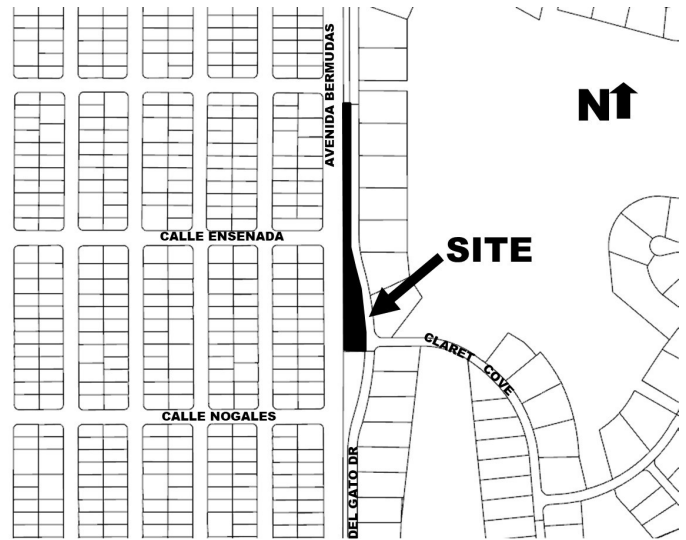 AVENIDA BERMUDAS
N
CALLE ENSENADA
SITE
CLARET COVE
CALLE NOGALES
DEL GATO DR